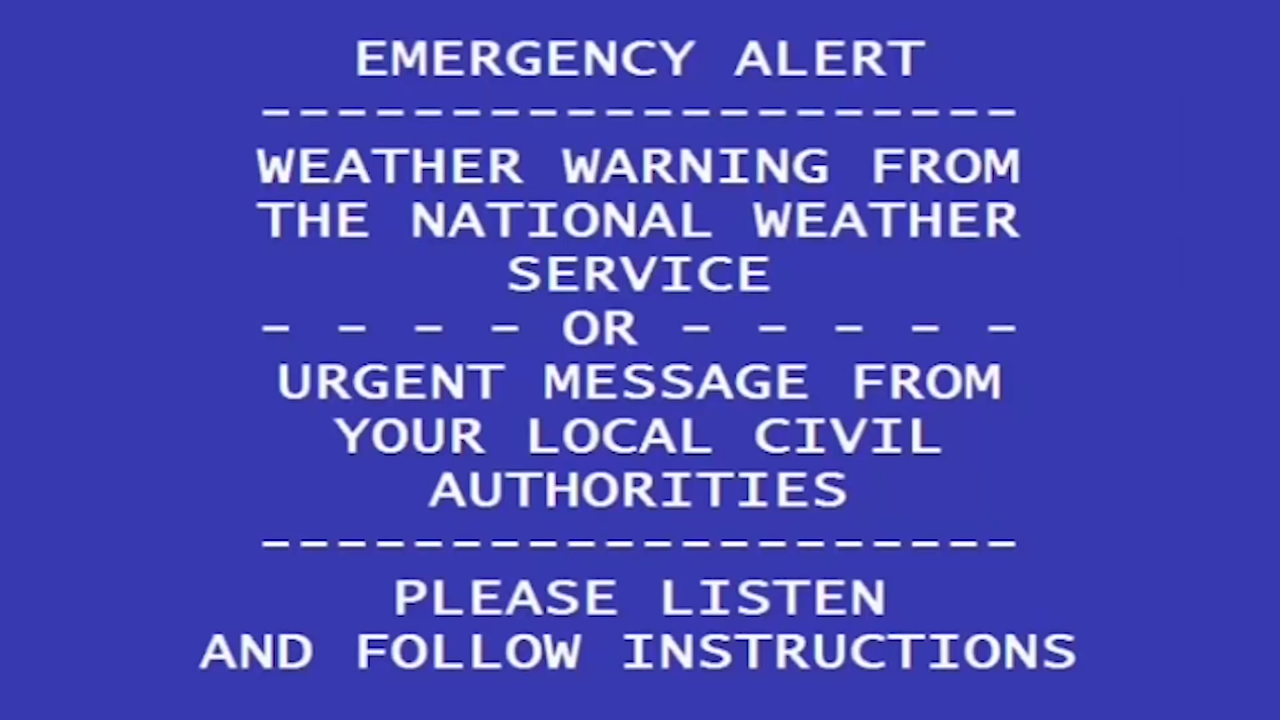 EMERGENCY ALERT
--------------------
WEATHER WARNING FROM
THE NATIONAL WEATHER
SERVICE
- - - - OR - - - - -
URGENT MESSAGE FROM
YOUR LOCAL CIVIL
AUTHORITIES
--------------------
PLEASE LISTEN
AND FOLLOW INSTRUCTIONS